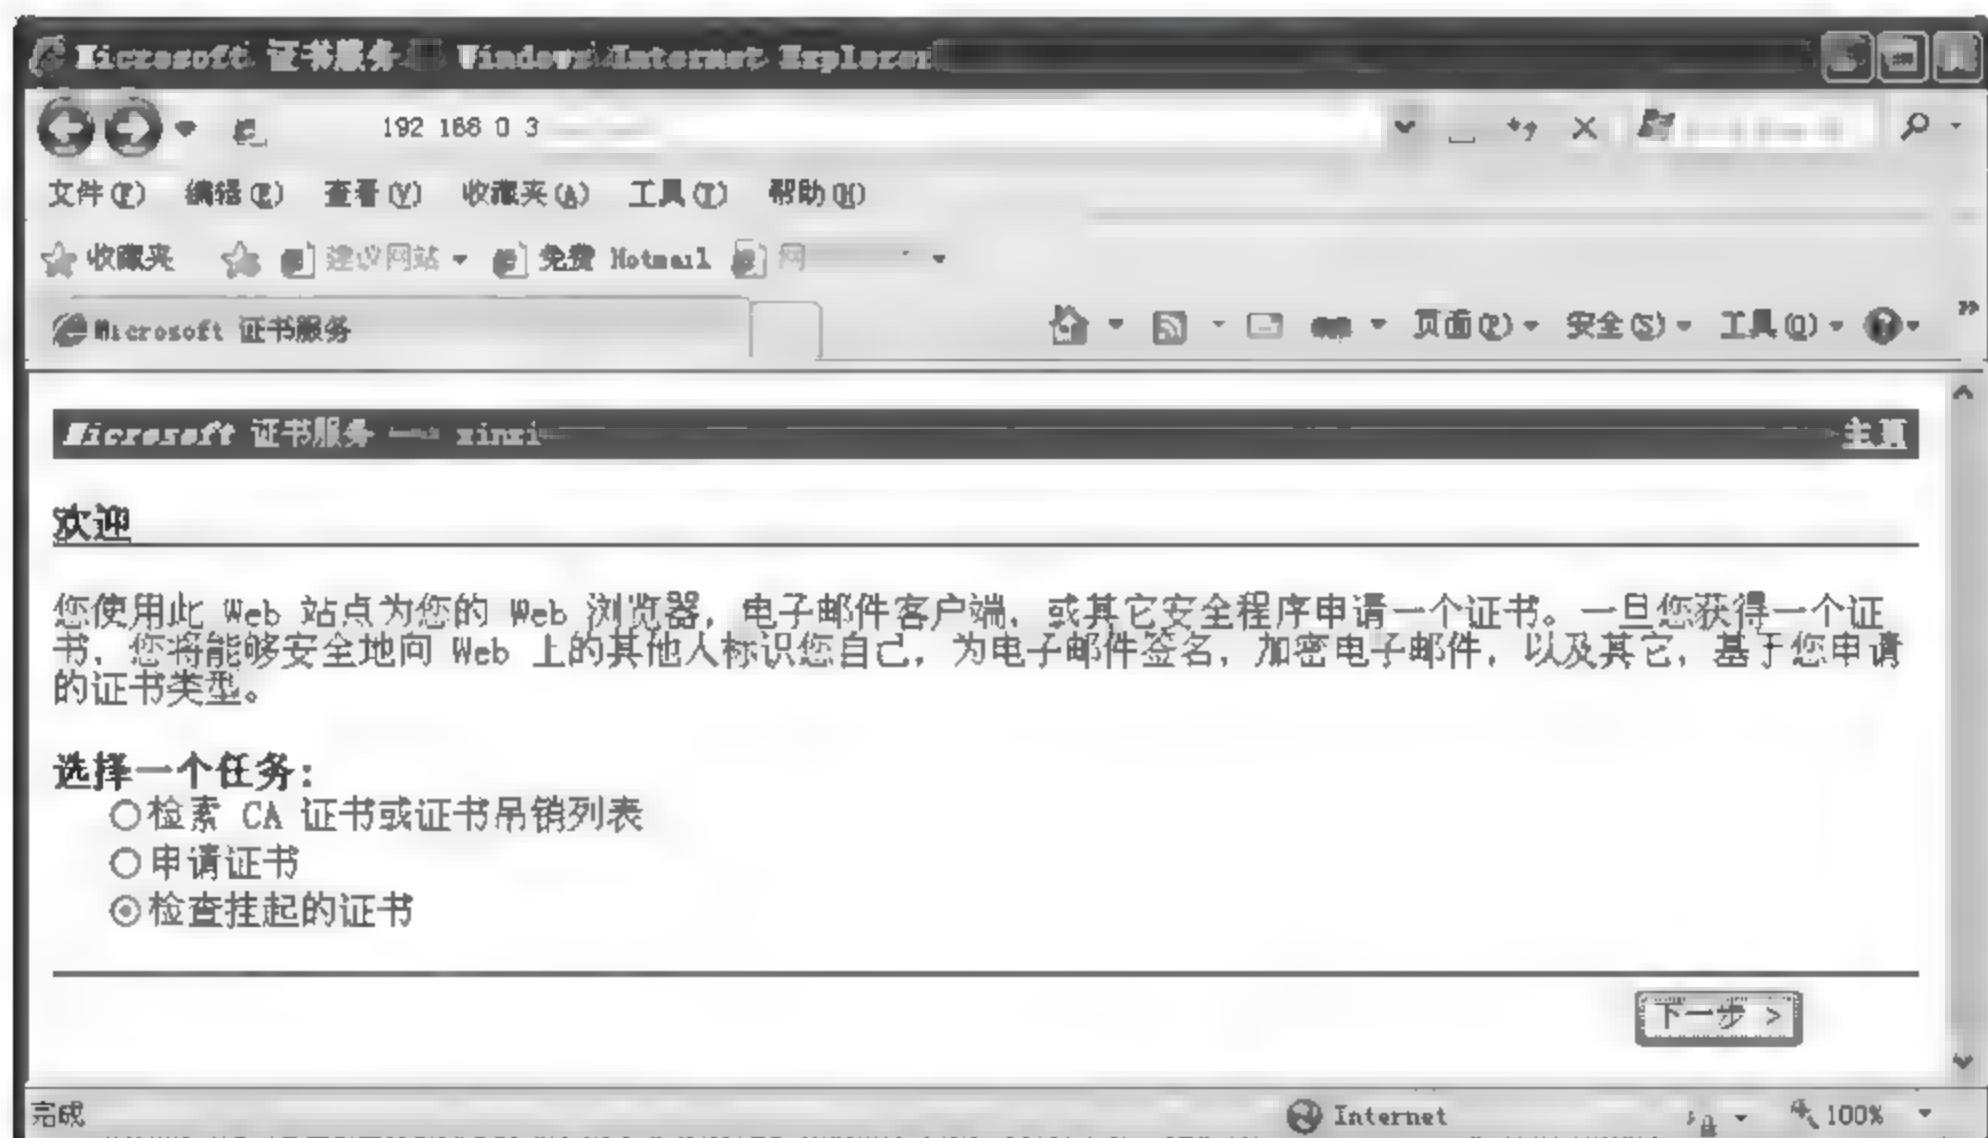 Microsoft 证书服务 - Windows Internet Explorer
192 168 0 3
文件(F) 编辑(E) 查看(V) 收藏夹(A) 工具(T) 帮助(H)
收藏夹 建议网站 免费 Hotmail 网
Microsoft 证书服务 页面(P) 安全(S) 工具(O)
Microsoft 证书服务 -- xinxi 主页
欢迎
您使用此 Web 站点为您的 Web 浏览器，电子邮件客户端，或其它安全程序申请一个证书。一旦您获得一个证
书，您将能够安全地向 Web 上的其他人标识您自己，为电子邮件签名，加密电子邮件，以及其它，基于您申请
的证书类型。
选择一个任务：
检索 CA 证书或证书吊销列表
申请证书
检查挂起的证书
下一步 >
完成 Internet 100%